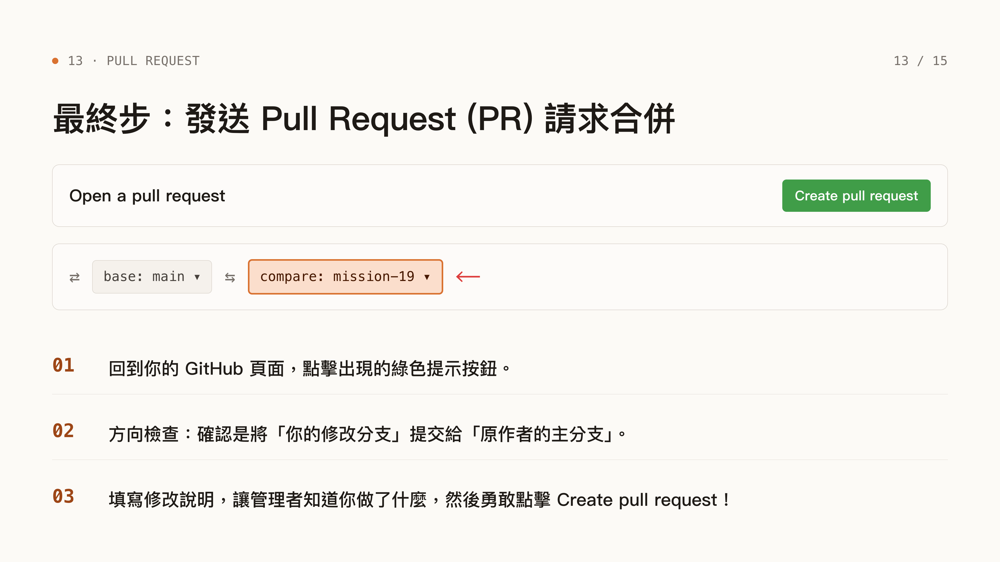 13 · PULL REQUEST
13 / 15
最終步：發送 Pull Request (PR) 請求合併
Open a pull request
Create pull request
⇄ base: main ▾ ⇆ compare: mission-19 ▾ ←
01 回到你的 GitHub 頁面，點擊出現的綠色提示按鈕。
02 方向檢查：確認是將「你的修改分支」提交給「原作者的主分支」。
03 填寫修改說明，讓管理者知道你做了什麼，然後勇敢點擊 Create pull request！